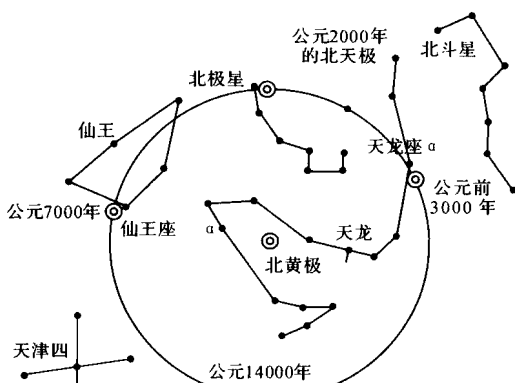 公元2000年
的北天极
北斗星
北极星
仙王
天龙座 α
公元前
3000 年
公元7000年
仙王座
α
天龙
北黄极
天津四
公元14000年